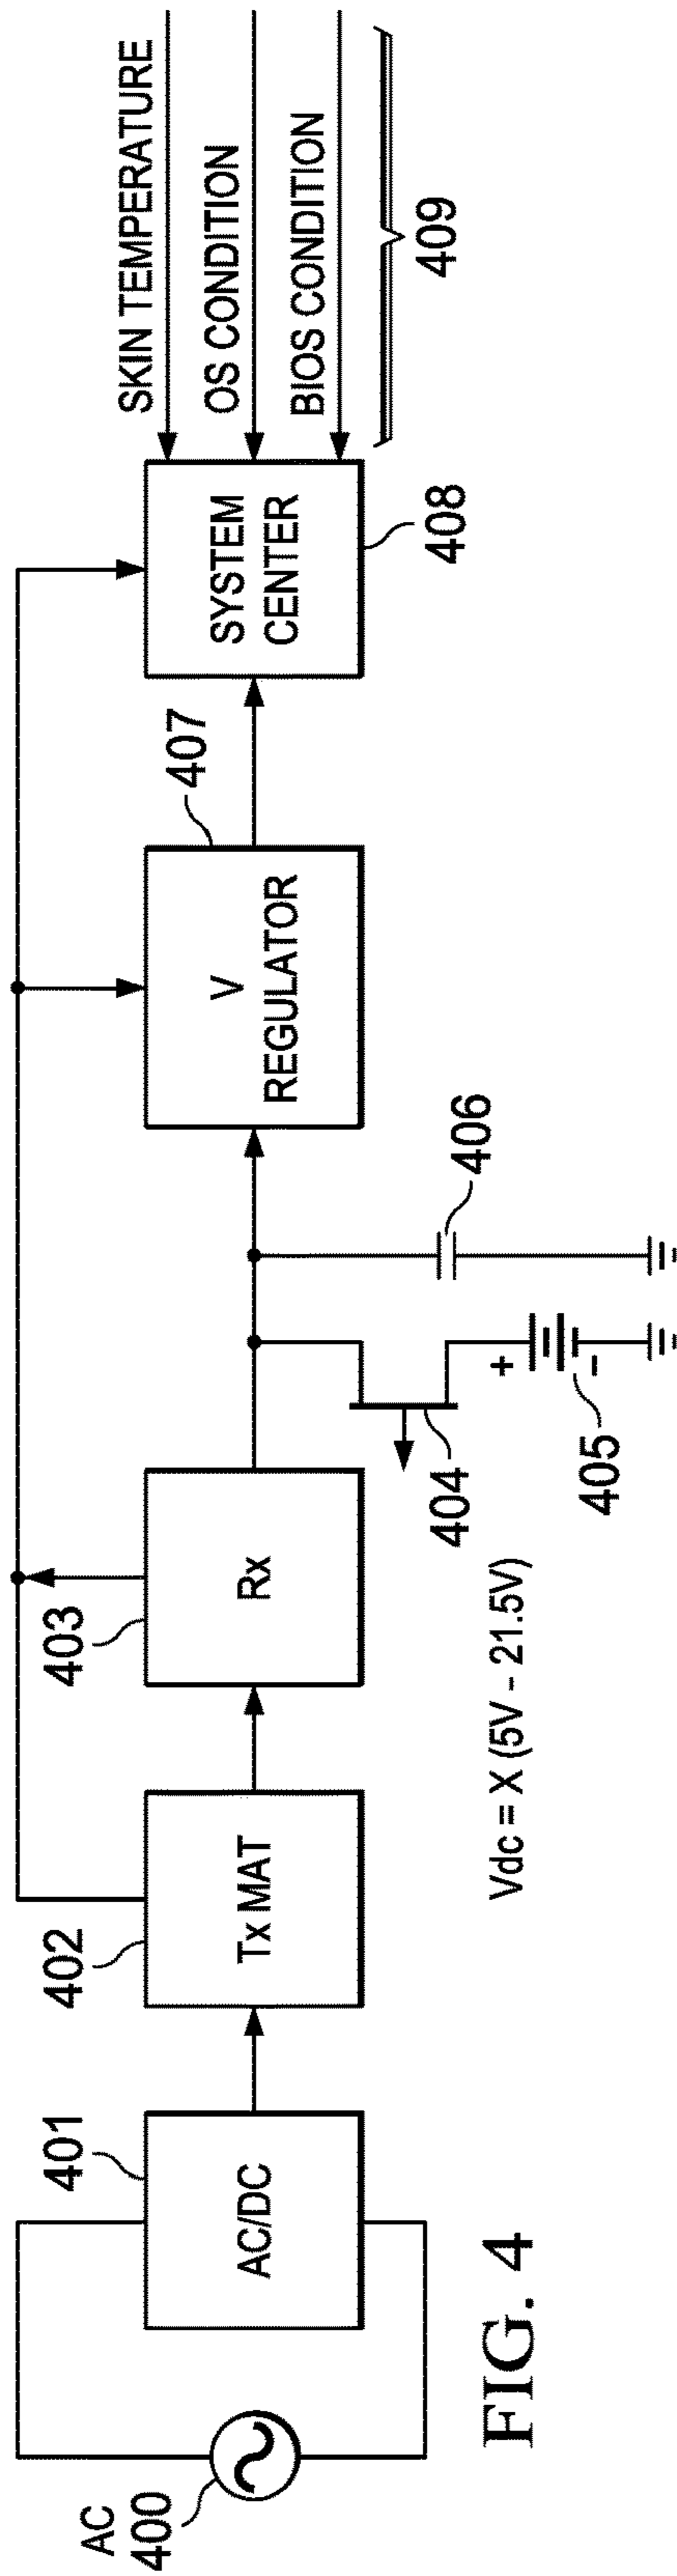 AC
400
401
AC/DC
402
Tx MAT
403
Rx
404
405
+
−
406
407
V
REGULATOR
408
SYSTEM
CENTER
SKIN TEMPERATURE
OS CONDITION
BIOS CONDITION
409
Vdc = X (5V - 21.5V)
FIG. 4